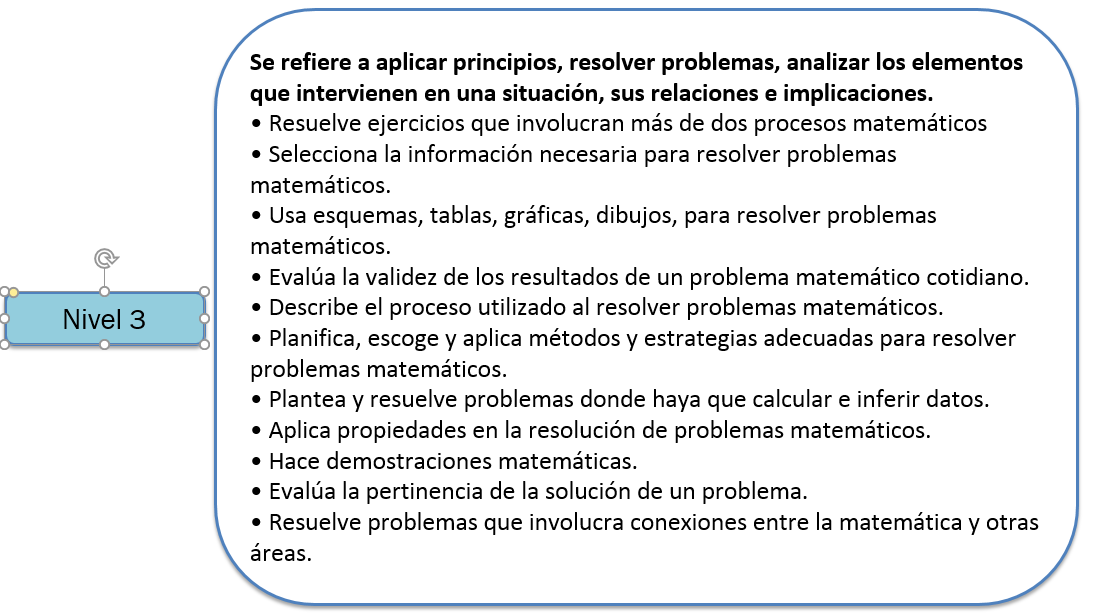 Se refiere a aplicar principios, resolver problemas, analizar los elementos
que intervienen en una situación, sus relaciones e implicaciones.
• Resuelve ejercicios que involucran más de dos procesos matemáticos
• Selecciona la información necesaria para resolver problemas
matemáticos.
• Usa esquemas, tablas, gráficas, dibujos, para resolver problemas
matemáticos.
• Evalúa la validez de los resultados de un problema matemático cotidiano.
• Describe el proceso utilizado al resolver problemas matemáticos.
• Planifica, escoge y aplica métodos y estrategias adecuadas para resolver
problemas matemáticos.
• Plantea y resuelve problemas donde haya que calcular e inferir datos.
• Aplica propiedades en la resolución de problemas matemáticos.
• Hace demostraciones matemáticas.
• Evalúa la pertinencia de la solución de un problema.
• Resuelve problemas que involucra conexiones entre la matemática y otras
áreas.
Nivel 3